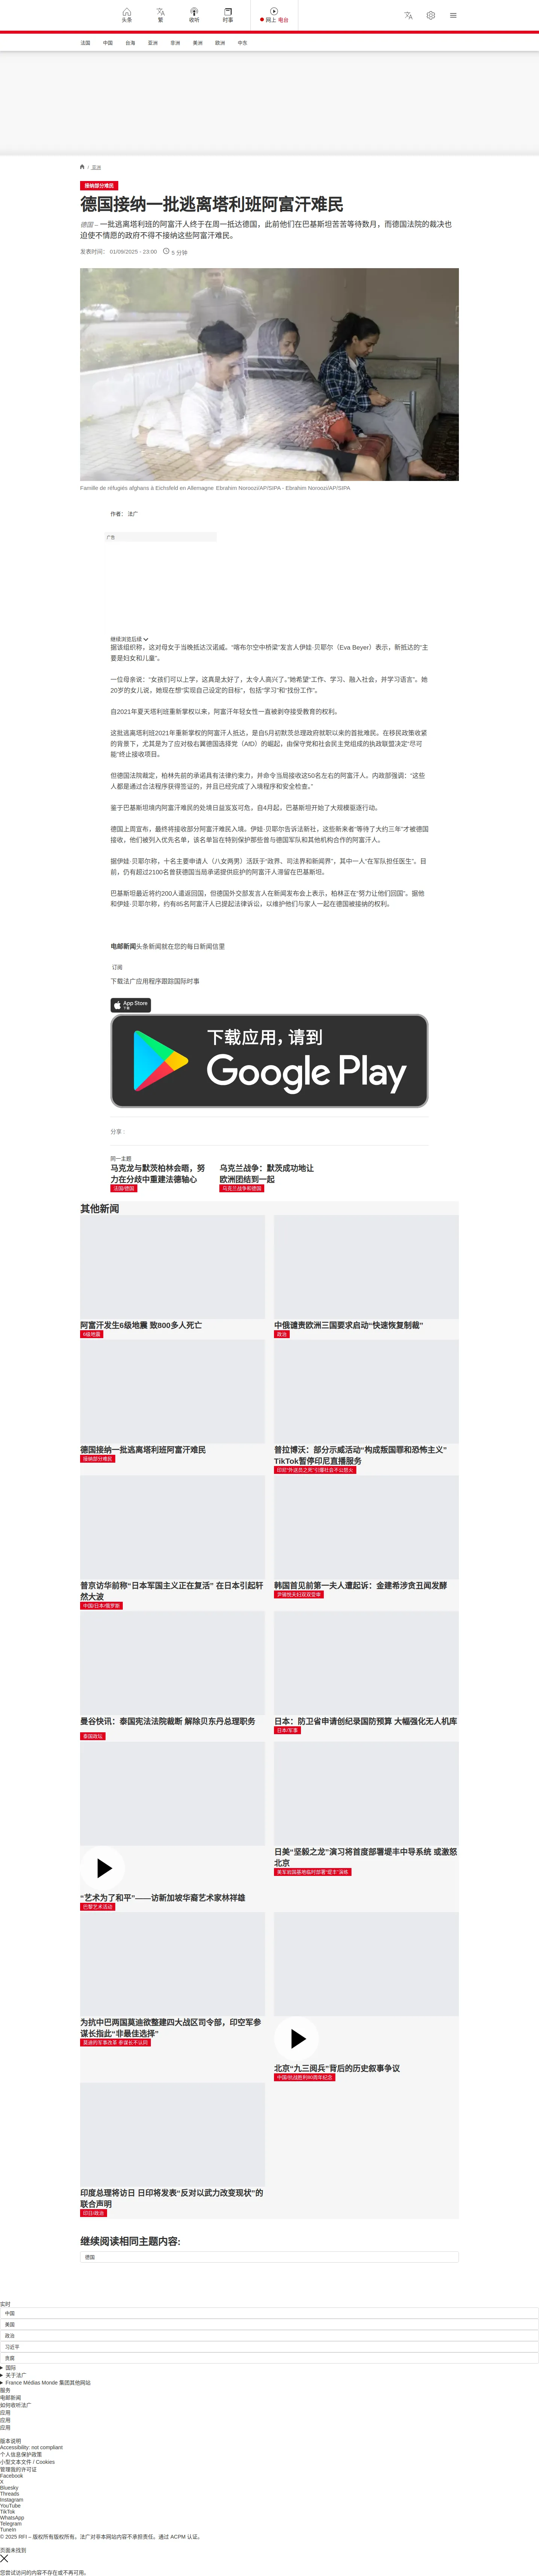 头条
繁
收听
时事
网上 电台
法国 中国 台海 亚洲 非洲 美洲 欧洲 中东
/ 亚洲
接纳部分难民
德国接纳一批逃离塔利班阿富汗难民
德国 – 一批逃离塔利班的阿富汗人终于在周一抵达德国，此前他们在巴基斯坦苦苦等待数月，而德国法院的裁决也
迫使不情愿的政府不得不接纳这些阿富汗难民。
发表时间： 01/09/2025 - 23:00 5 分钟
Famille de réfugiés afghans à Eichsfeld en Allemagne Ebrahim Noroozi/AP/SIPA - Ebrahim Noroozi/AP/SIPA
作者： 法广
广告
继续浏览后续
据该组织称，这对母女于当晚抵达汉诺威。“喀布尔空中桥梁”发言人伊娃·贝耶尔（Eva Beyer）表示，新抵达的“主
要是妇女和儿童”。
一位母亲说：“女孩们可以上学，这真是太好了，太令人高兴了。”她希望“工作、学习、融入社会，并学习语言”。她
20岁的女儿说，她现在想“实现自己设定的目标”，包括“学习”和“找份工作”。
自2021年夏天塔利班重新掌权以来，阿富汗年轻女性一直被剥夺接受教育的权利。
这批逃离塔利班2021年重新掌权的阿富汗人抵达，是自5月初默茨总理政府就职以来的首批难民。在移民政策收紧
的背景下，尤其是为了应对极右翼德国选择党（AfD）的崛起，由保守党和社会民主党组成的执政联盟决定“尽可
能”终止接收项目。
但德国法院裁定，柏林先前的承诺具有法律约束力，并命令当局接收这50名左右的阿富汗人。内政部强调：“这些
人都是通过合法程序获得签证的，并且已经完成了入境程序和安全检查。”
鉴于巴基斯坦境内阿富汗难民的处境日益岌岌可危，自4月起，巴基斯坦开始了大规模驱逐行动。
德国上周宣布，最终将接收部分阿富汗难民入境。伊娃·贝耶尔告诉法新社，这些新来者“等待了大约三年”才被德国
接收，他们被列入优先名单，该名单旨在特别保护那些曾与德国军队和其他机构合作的阿富汗人。
据伊娃·贝耶尔称，十名主要申请人（八女两男）活跃于“政界、司法界和新闻界”，其中一人“在军队担任医生”。目
前，仍有超过2100名曾获德国当局承诺提供庇护的阿富汗人滞留在巴基斯坦。
巴基斯坦最近将约200人遣返回国，但德国外交部发言人在新闻发布会上表示，柏林正在“努力让他们回国”。据他
和伊娃·贝耶尔称，约有85名阿富汗人已提起法律诉讼，以维护他们与家人一起在德国被接纳的权利。
电邮新闻头条新闻就在您的每日新闻信里
订阅
下载法广应用程序跟踪国际时事
App Store
下载应用，请到
Google Play
分享 :
同一主题
马克龙与默茨柏林会晤，努
力在分歧中重建法德轴心
法国/德国
乌克兰战争：默茨成功地让
欧洲团结到一起
乌克兰战争和德国
其他新闻
阿富汗发生6级地震 致800多人死亡
6级地震
中俄谴责欧洲三国要求启动“快速恢复制裁”
政治
德国接纳一批逃离塔利班阿富汗难民
接纳部分难民
普拉博沃：部分示威活动“构成叛国罪和恐怖主义”
TikTok暂停印尼直播服务
印尼“外送员之死”引爆社会不公怒火
普京访华前称“日本军国主义正在复活” 在日本引起轩
然大波
中国/日本/俄罗斯
韩国首见前第一夫人遭起诉：金建希涉贪丑闻发酵
尹锡悦夫妇双双受审
曼谷快讯：泰国宪法法院裁断 解除贝东丹总理职务
泰国政坛
日本：防卫省申请创纪录国防预算 大幅强化无人机库
日本/军事
“艺术为了和平”——访新加坡华裔艺术家林祥雄
巴黎艺术活动
日美“坚毅之龙”演习将首度部署堤丰中导系统 或激怒
北京
美军岩国基地临时部署“堤丰”演练
为抗中巴两国莫迪欲整建四大战区司令部，印空军参
谋长指此“非最佳选择”
莫迪的军事改革 参谋长不认同
北京“九三阅兵”背后的历史叙事争议
中国/抗战胜利80周年纪念
印度总理将访日 日印将发表“反对以武力改变现状”的
联合声明
印日/政治
继续阅读相同主题内容:
德国
实时
中国
美国
政治
习近平
贪腐
国际
关于法广
France Médias Monde 集团其他网站
服务
电邮新闻
如何收听法广
应用
应用
应用
版本说明
Accessibility: not compliant
个人信息保护政策
小型文本文件 / Cookies
管理我的许可证
Facebook
X
Bluesky
Threads
Instagram
YouTube
TikTok
WhatsApp
Telegram
TuneIn
© 2025 RFI – 版权所有版权所有。法广对非本网站内容不承担责任。通过 ACPM 认证。
页面未找到
您尝试访问的内容不存在或不再可用。